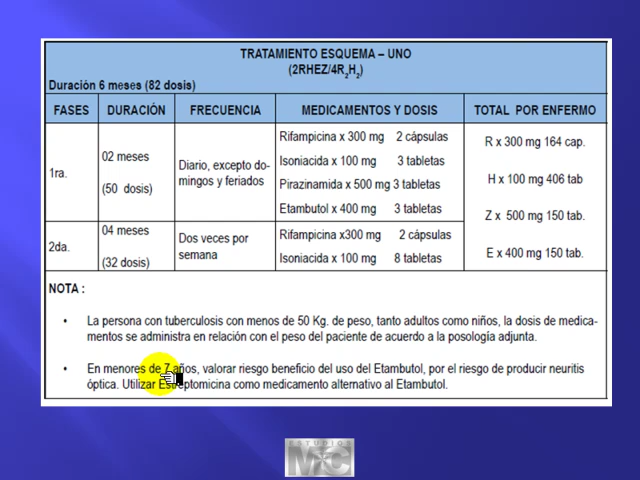 TRATAMIENTO ESQUEMA – UNO
(2RHEZ/4R2H2)
Duración 6 meses (82 dosis)
FASES DURACIÓN FRECUENCIA MEDICAMENTOS Y DOSIS TOTAL POR ENFERMO
1ra.
02 meses
(50 dosis)
Diario, excepto do-
mingos y feriados
Rifampicina x 300 mg 2 cápsulas
Isoniacida x 100 mg 3 tabletas
Pirazinamida x 500 mg 3 tabletas
Etambutol x 400 mg 3 tabletas
R x 300 mg 164 cap.
H x 100 mg 406 tab
Z x 500 mg 150 tab.
E x 400 mg 150 tab.
2da.
04 meses
(32 dosis)
Dos veces por
semana
Rifampicina x300 mg 2 cápsulas
Isoniacida x 100 mg 8 tabletas
NOTA :
• La persona con tuberculosis con menos de 50 Kg. de peso, tanto adultos como niños, la dosis de medica-
mentos se administra en relación con el peso del paciente de acuerdo a la posología adjunta.
• En menores de 7 años, valorar riesgo beneficio del uso del Etambutol, por el riesgo de producir neuritis
óptica. Utilizar Estreptomicina como medicamento alternativo al Etambutol.
ESTUDIOS
MC